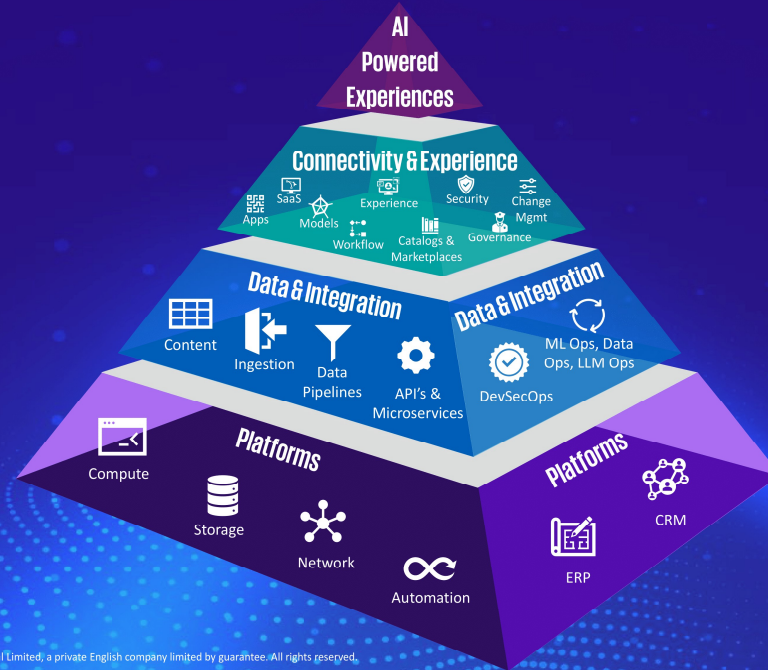 AI
Powered
Experiences
Connectivity & Experience
SaaS
Apps
Models
Experience
Workflow
Catalogs &
Marketplaces
Security
Governance
Change
Mgmt
Data & Integration
Content
Ingestion
Data
Pipelines
API's &
Microservices
Data & Integration
ML Ops, Data
Ops, LLM Ops
DevSecOps
Platforms
Compute
Storage
Network
Automation
Platforms
CRM
ERP
l Limited, a private English company limited by guarantee. All rights reserved.